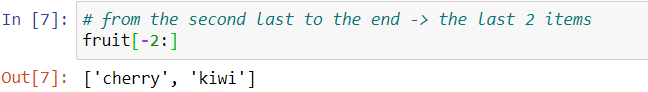 In [7]: # from the second last to the end -> the last 2 items
fruit[-2:]
Out[7]: ['cherry', 'kiwi']